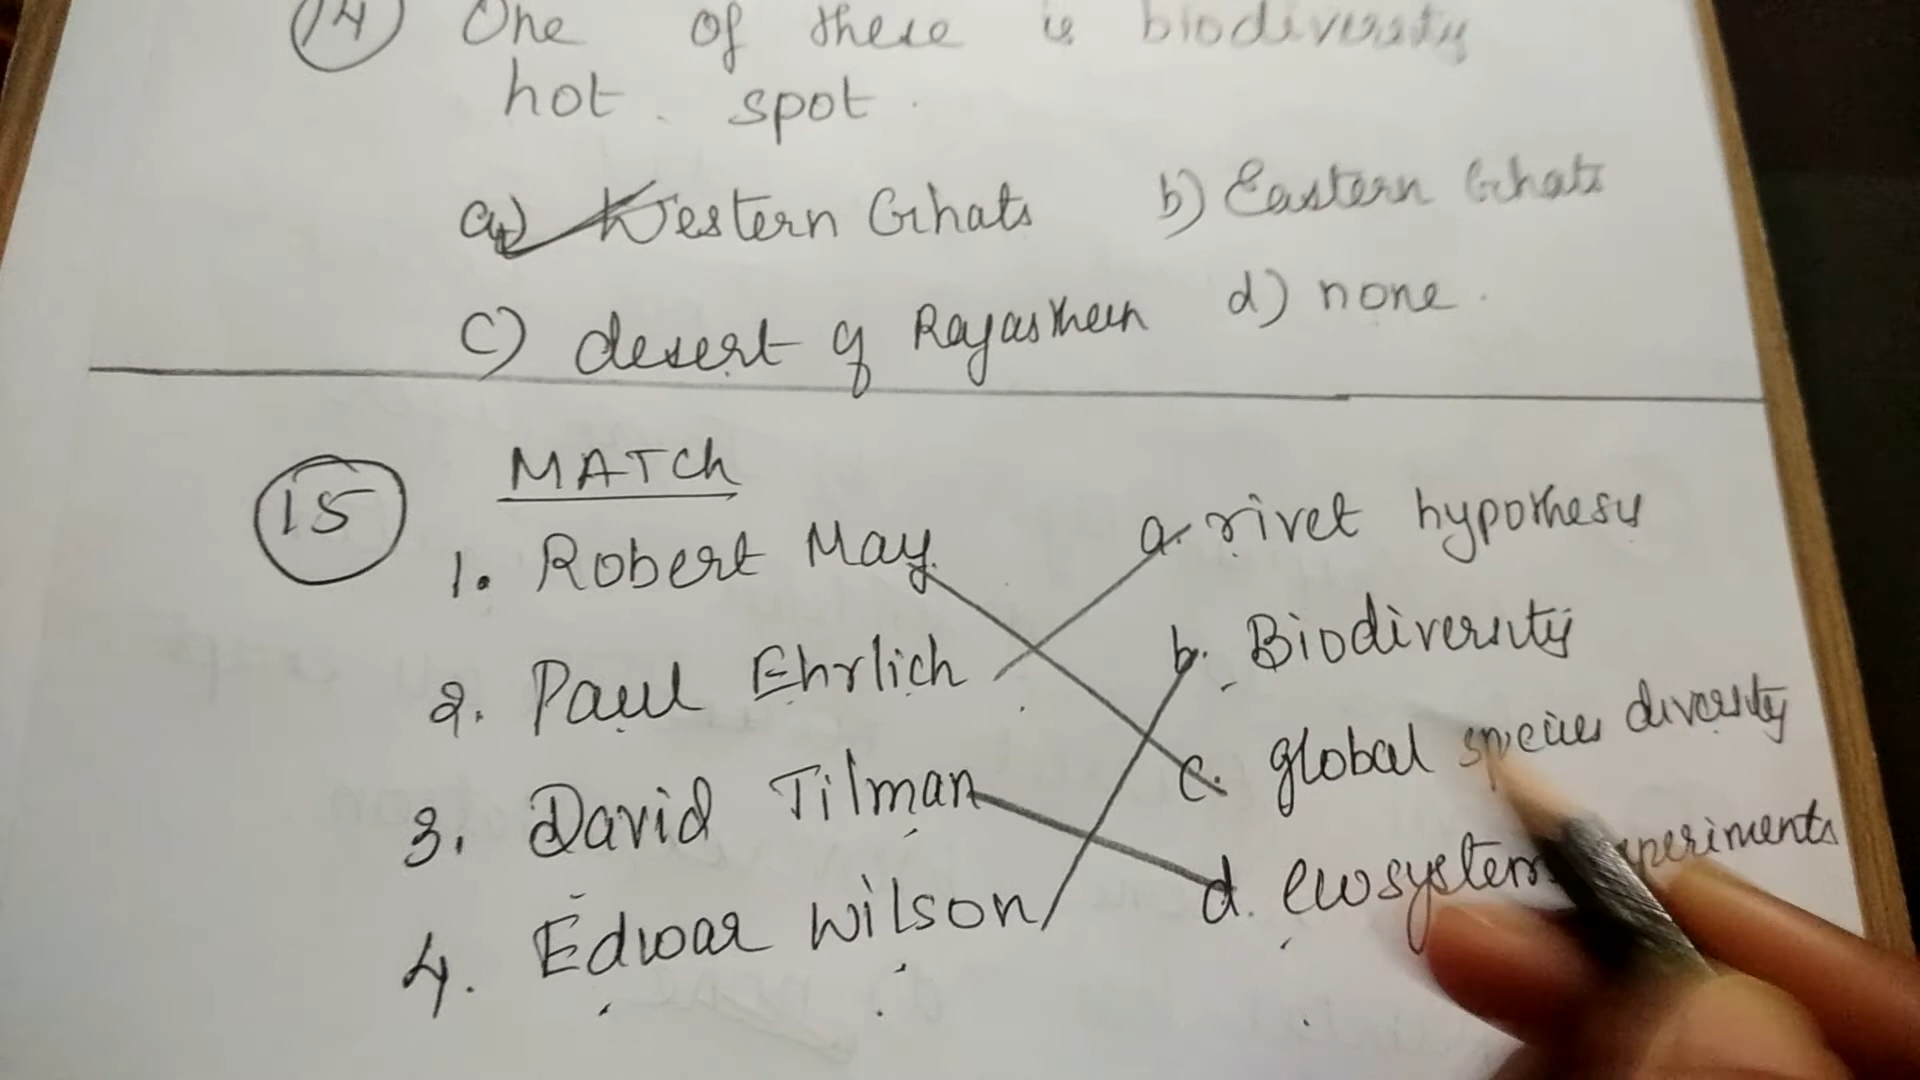 14 One of these is biodiversity
hot spot
a) Western Ghats b) Eastern Ghats
c) desert of Rajasthan d) none.
15 MATCh
1. Robert May a. rivet hypothesis
2. Paul Ehrlich b. Biodiversity
3. David Tilman c. global species diversity
4. Edwar Wilson d. ecosystem experiments